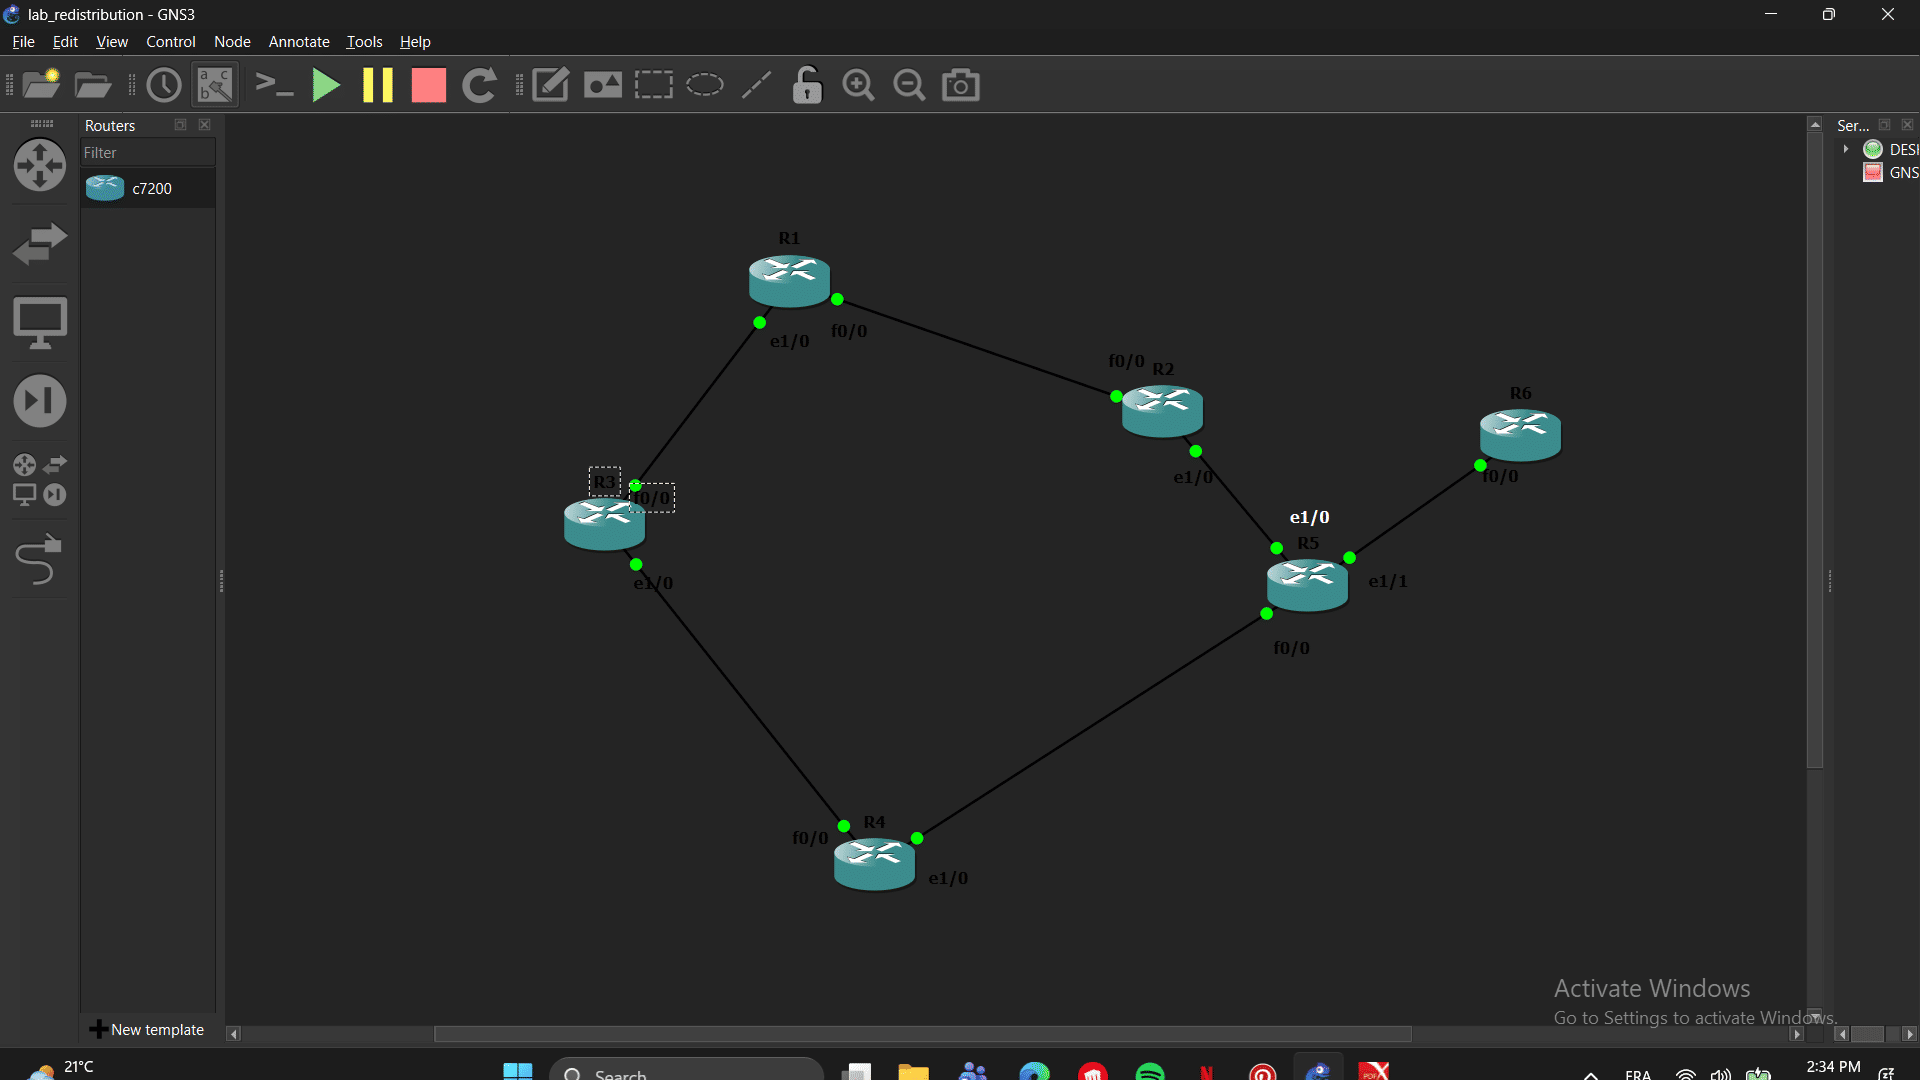 lab_redistribution - GNS3
File Edit View Control Node Annotate Tools Help
Routers
Ser...
Filter
DESI
c7200
GNS
R1
e1/0 f0/0
f0/0 R2
e1/0
R6
f0/0
R3
f0/0
e1/0
e1/0
R5
e1/1
f0/0
R4
f0/0
e1/0
Activate Windows
Go to Settings to activate Windows.
New template
21°C
Search
FRA
2:34 PM